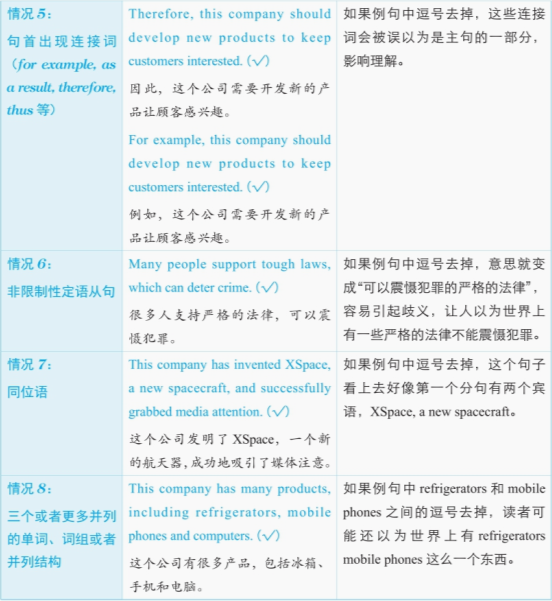 情况 5：
句首出现连接词
（for example, as
a result, therefore,
thus 等）
Therefore, this company should
develop new products to keep
customers interested.（√）
因此，这个公司需要开发新的产
品让顾客感兴趣。
For example, this company should
develop new products to keep
customers interested.（√）
例如，这个公司需要开发新的产
品让顾客感兴趣。
如果例句中逗号去掉，这些连接
词会被误以为是主句的一部分，
影响理解。
情况 6：
非限制性定语从句
Many people support tough laws,
which can deter crime.（√）
很多人支持严格的法律，可以震
慑犯罪。
如果例句中逗号去掉，意思就变
成“可以震慑犯罪的严格的法律”，
容易引起歧义，让人以为世界上
有一些严格的法律不能震慑犯罪。
情况 7：
同位语
This company has invented XSpace,
a new spacecraft, and successfully
grabbed media attention.（√）
这个公司发明了 XSpace，一个新
的航天器，成功地吸引了媒体注意。
如果例句中逗号去掉，这个句子
看上去好像第一个分句有两个宾
语，XSpace, a new spacecraft。
情况 8：
三个或者更多并列
的单词、词组或者
并列结构
This company has many products,
including refrigerators, mobile
phones and computers.（√）
这个公司有很多产品，包括冰箱、
手机和电脑。
如果例句中 refrigerators 和 mobile
phones 之间的逗号去掉，读者可
能还以为世界上有 refrigerators
mobile phones 这么一个东西。